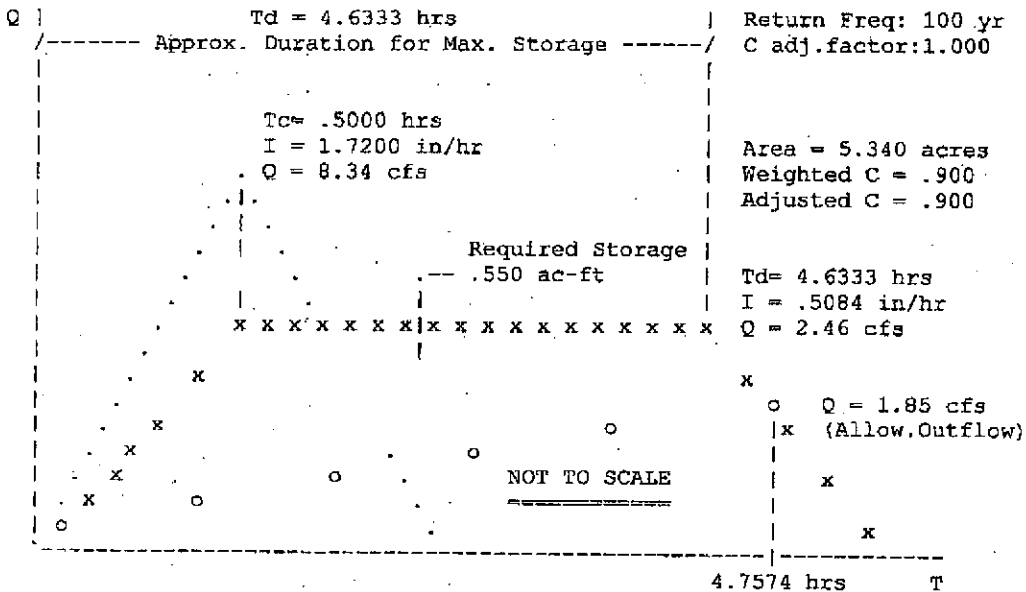 Q | Td = 4.6333 hrs | Return Freq: 100 yr
/------- Approx. Duration for Max. Storage ------/ C adj.factor:1.000
Tc= .5000 hrs
I = 1.7200 in/hr
Q = 8.34 cfs
Area = 5.340 acres
Weighted C = .900
Adjusted C = .900
Required Storage
.550 ac-ft
Td= 4.6333 hrs
I = .5084 in/hr
x x x x x x x x x x x x x x x x x x Q = 2.46 cfs
x x
o Q = 1.85 cfs
x o x (Allow.Outflow)
x o
x o NOT TO SCALE x
x o
o x
4.7574 hrs T